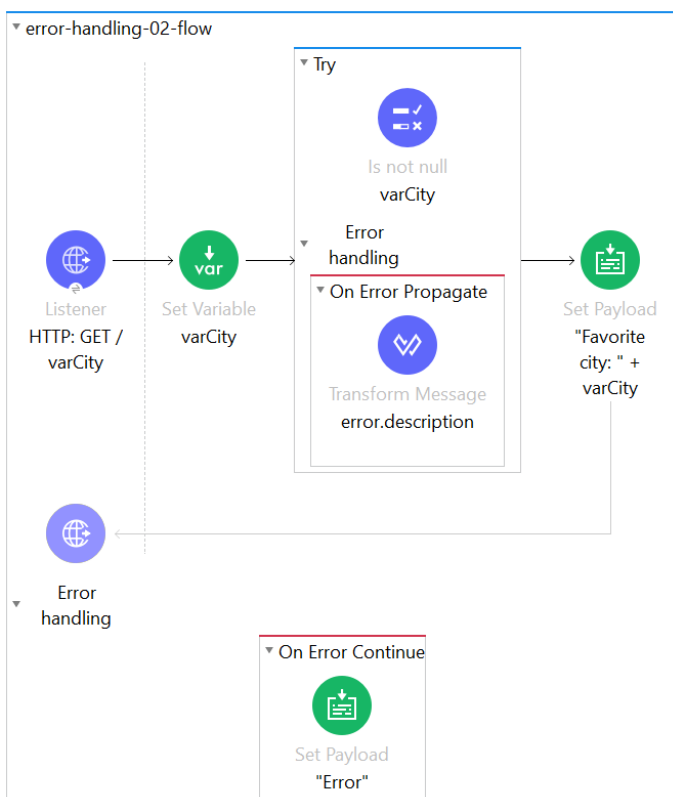 error-handling-02-flow
Try
Is not null
varCity
Error
handling
On Error Propagate
Transform Message
error.description
Listener
HTTP: GET /
varCity
var
Set Variable
varCity
Set Payload
"Favorite
city: " +
varCity
Error
handling
On Error Continue
Set Payload
"Error"